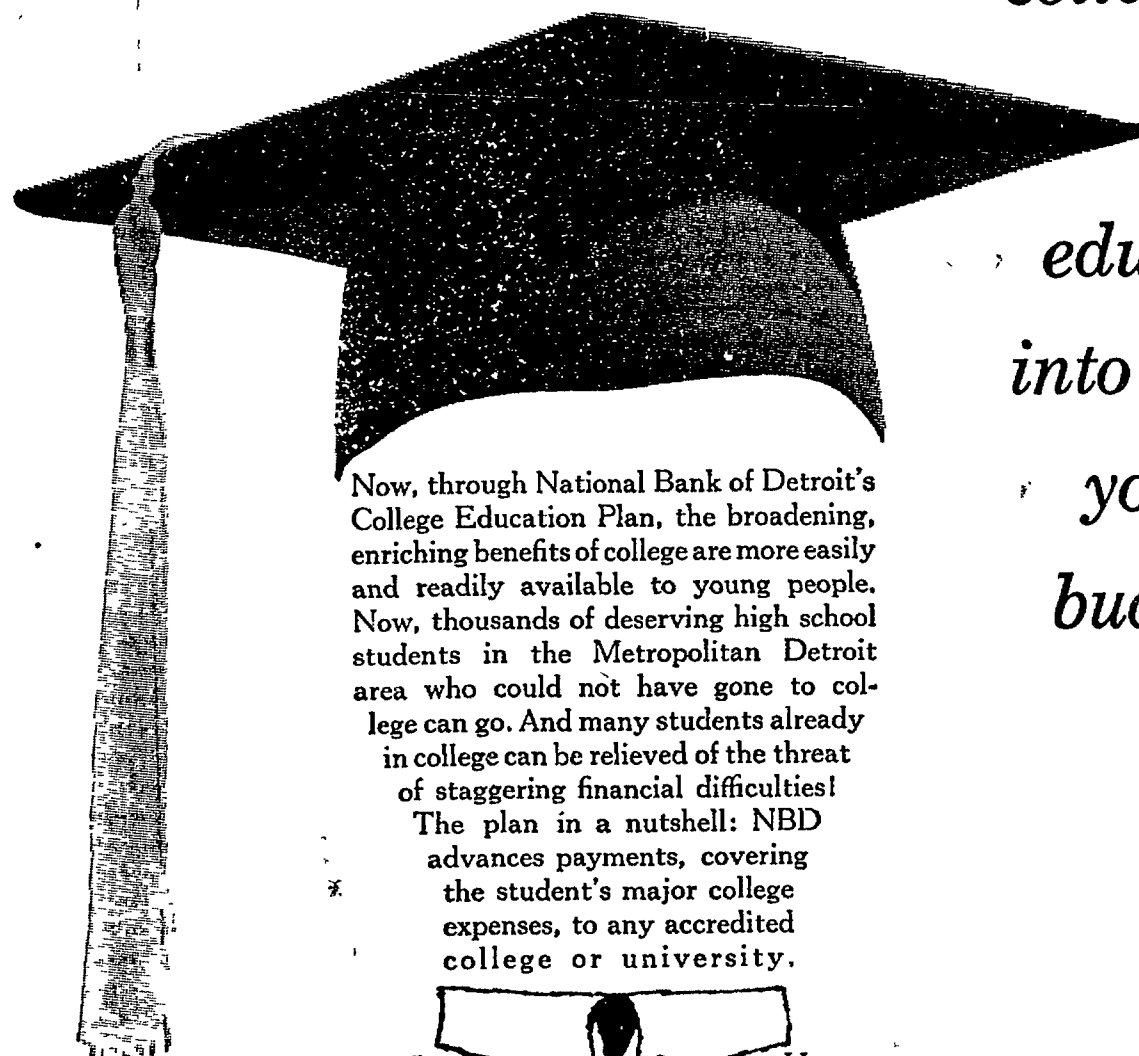 Now, through National Bank of Detroit's
College Education Plan, the broadening,
enriching benefits of college are more easily
and readily available to young people.
Now, thousands of deserving high school
students in the Metropolitan Detroit
area who could not have gone to col-
lege can go. And many students already
in college can be relieved of the threat
of staggering financial difficulties!
The plan in a nutshell: NBD
advances payments, covering
the student's major college
expenses, to any accredited
college or university.
edu
into
yo